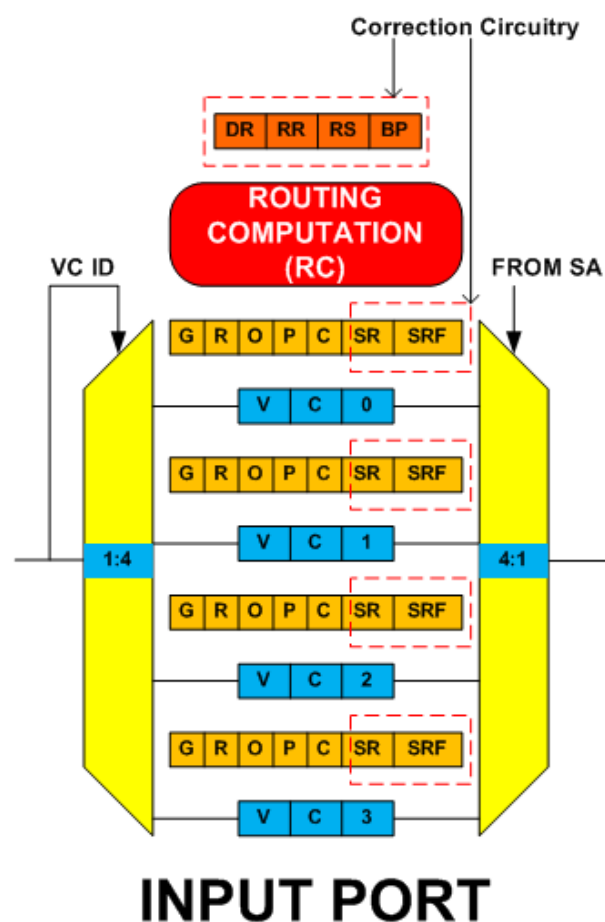 Correction Circuitry
DR RR RS BP
ROUTING
COMPUTATION
(RC)
VC ID
FROM SA
G R O P C SR SRF
V C 0
G R O P C SR SRF
V C 1
1:4
4:1
G R O P C SR SRF
V C 2
G R O P C SR SRF
V C 3
INPUT PORT